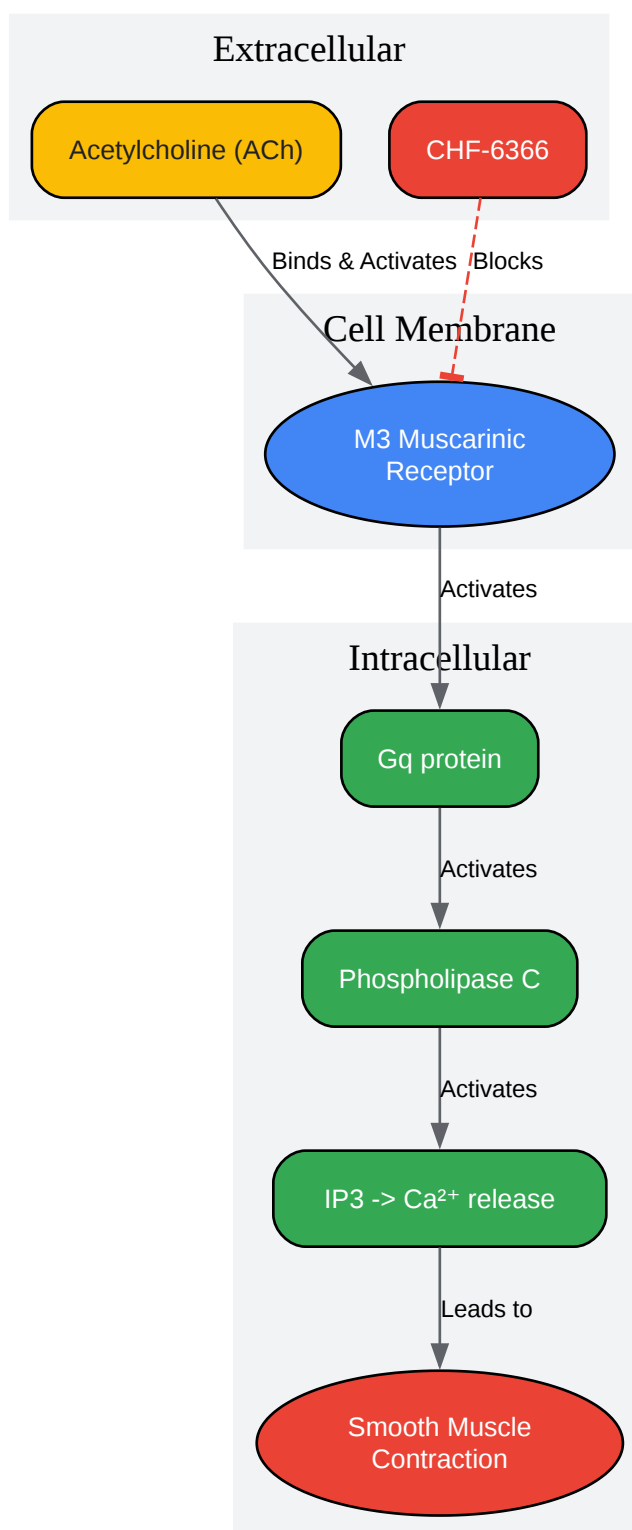 Extracellular
Acetylcholine (ACh)
CHF-6366
Binds & Activates
Blocks
Cell Membrane
M3 Muscarinic
Receptor
Activates
Intracellular
Gq protein
Activates
Phospholipase C
Activates
IP3 -> Ca²⁺ release
Leads to
Smooth Muscle
Contraction